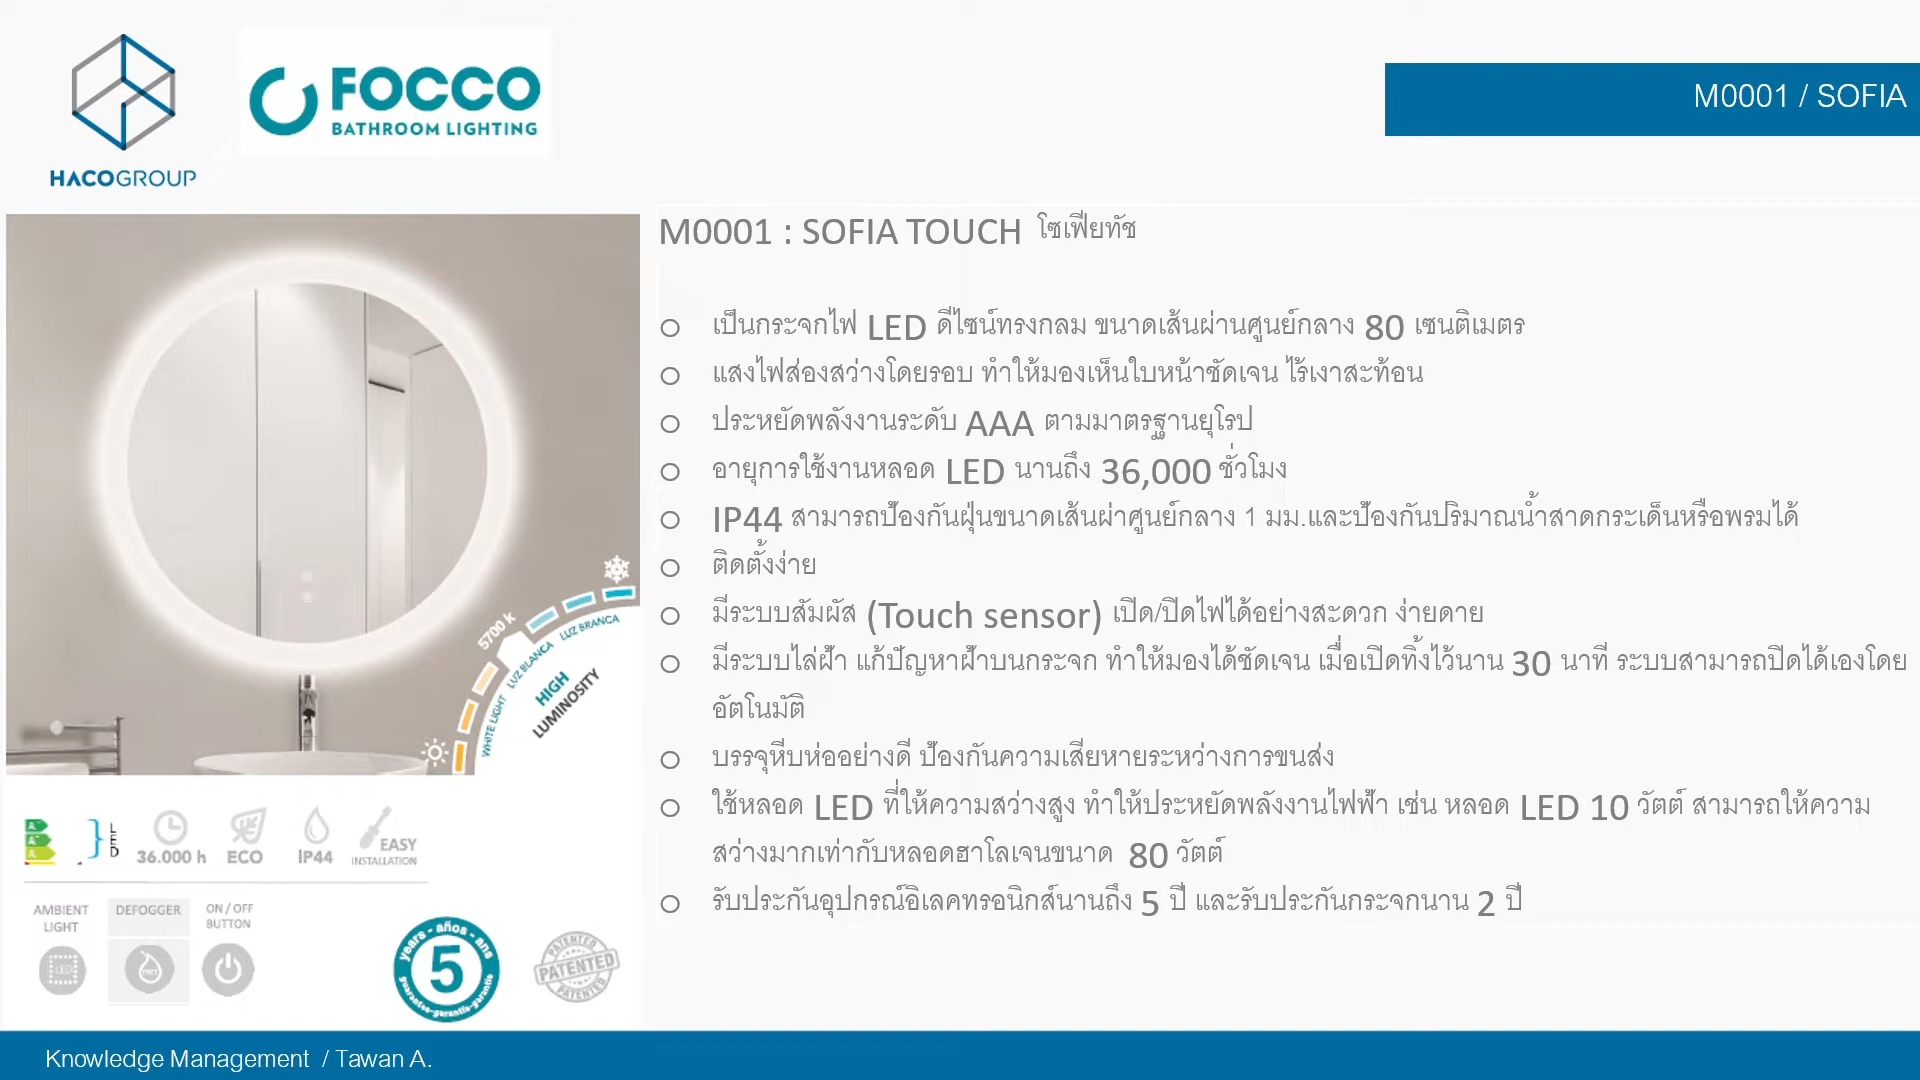 HACOGROUP
FOCCO
BATHROOM LIGHTING
M0001 / SOFIA
M0001 : SOFIA TOUCH โซเฟียทัช
เป็นกระจกไฟ LED ดีไซน์ทรงกลม ขนาดเส้นผ่านศูนย์กลาง 80 เซนติเมตร
แสงไฟส่องสว่างโดยรอบ ทำให้มองเห็นใบหน้าชัดเจน ไร้เงาสะท้อน
ประหยัดพลังงานระดับ AAA ตามมาตรฐานยุโรป
อายุการใช้งานหลอด LED นานถึง 36,000 ชั่วโมง
IP44 สามารถป้องกันฝุ่นขนาดเส้นผ่าศูนย์กลาง 1 มม.และป้องกันปริมาณน้ำสาดกระเด็นหรือพรมได้
ติดตั้งง่าย
มีระบบสัมผัส (Touch sensor) เปิด/ปิดไฟได้อย่างสะดวก ง่ายดาย
มีระบบไล่ฝ้า แก้ปัญหาฝ้าบนกระจก ทำให้มองได้ชัดเจน เมื่อเปิดทิ้งไว้นาน 30 นาที ระบบสามารถปิดได้เองโดย
อัตโนมัติ
บรรจุหีบห่ออย่างดี ป้องกันความเสียหายระหว่างการขนส่ง
ใช้หลอด LED ที่ให้ความสว่างสูง ทำให้ประหยัดพลังงานไฟฟ้า เช่น หลอด LED 10 วัตต์ สามารถให้ความ
สว่างมากเท่ากับหลอดฮาโลเจนขนาด 80 วัตต์
รับประกันอุปกรณ์อิเลคทรอนิกส์นานถึง 5 ปี และรับประกันกระจกนาน 2 ปี
5700 k
WHITE LIGHT LUZ BLANCA LUZ BRANCA
HIGH
LUMINOSITY
LED
36.000 h
ECO
IP44
EASY
INSTALLATION
AMBIENT
LIGHT
DEFOGGER
ON / OFF
BUTTON
LED
years - años - ans
5
guarantee-garantía-garantie
PATENTED
PATENTED
PATENTED
Knowledge Management / Tawan A.